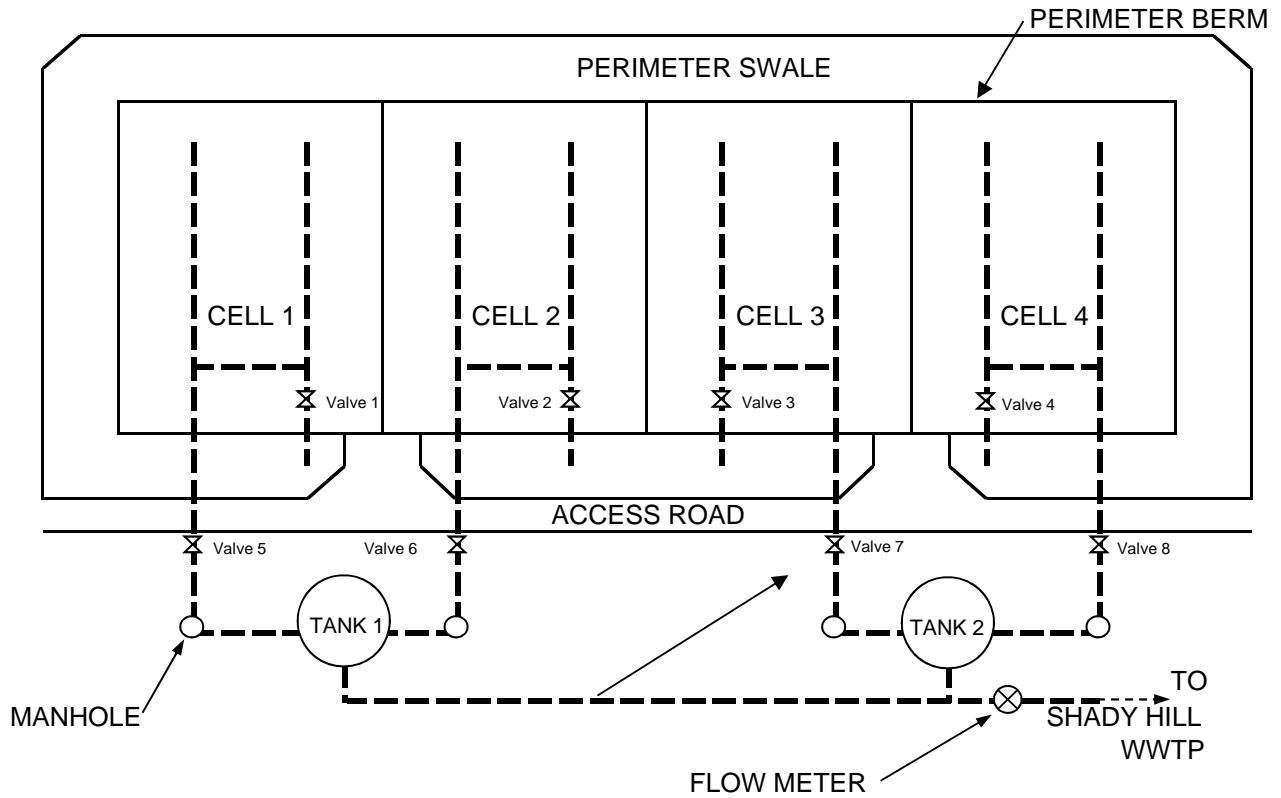 PERIMETER BERM
PERIMETER SWALE
CELL 1
CELL 2
CELL 3
CELL 4
Valve 1
Valve 2
Valve 3
Valve 4
ACCESS ROAD
Valve 5
Valve 6
Valve 7
Valve 8
TANK 1
TANK 2
MANHOLE
TO
SHADY HILL
WWTP
FLOW METER